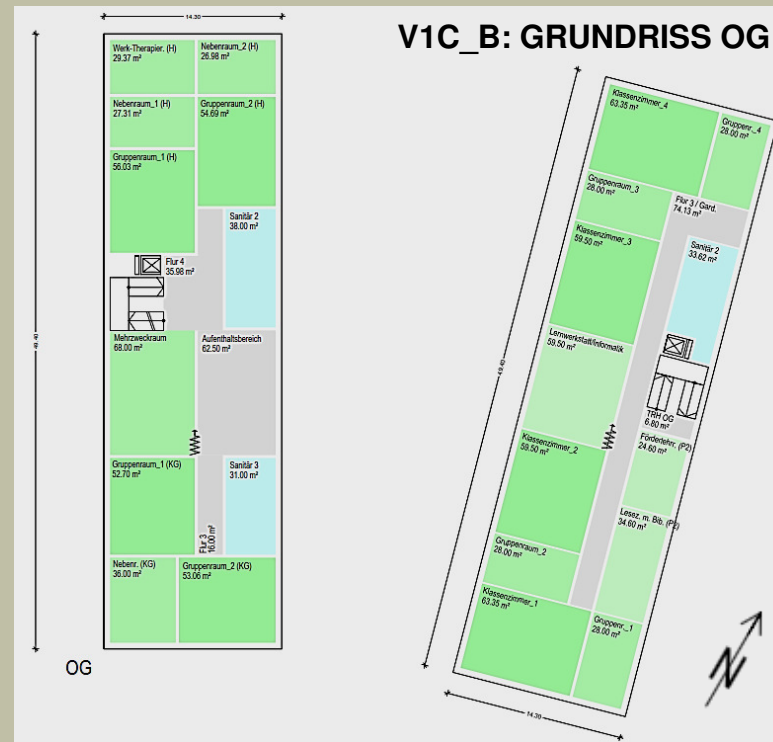 V1C_B: GRUNDRISS OG
14.30
49.40
Werk-Therapier. (H)
29.37 m²
Nebenraum_2 (H)
26.98 m²
Nebenraum_1 (H)
27.31 m²
Gruppenraum_2 (H)
54.69 m²
Gruppenraum_1 (H)
56.03 m²
Sanitär 2
38.00 m²
Flur 4
35.98 m²
Mehrzweckraum
68.00 m²
Aufenthaltsbereich
62.50 m²
Gruppenraum_1 (KG)
52.70 m²
Sanitär 3
31.00 m²
Flur 3
16.00 m²
Nebenr. (KG)
36.00 m²
Gruppenraum_2 (KG)
53.06 m²
OG
Klassenzimmer_4
63.35 m²
Gruppenr._4
28.00 m²
Gruppenraum_3
28.00 m²
Flur 3 / Gard.
74.13 m²
Klassenzimmer_3
59.50 m²
Sanitär 2
33.62 m²
Lernwerkstatt/Informatik
59.50 m²
49.40
TRH OG
6.80 m²
Klassenzimmer_2
59.50 m²
Förderlehr. (P2)
24.60 m²
Lesez. m. Bib. (P2)
34.60 m²
Gruppenraum_2
28.00 m²
Klassenzimmer_1
63.35 m²
Gruppenr._1
28.00 m²
14.30
N